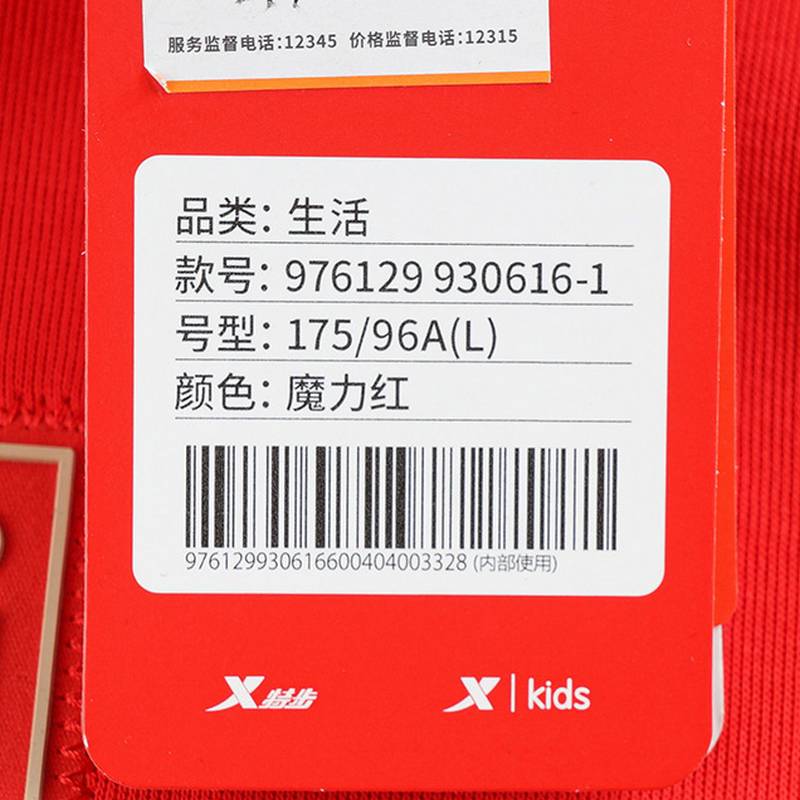 服务监督电话:12345 价格监督电话:12315
品类: 生活
款号: 976129 930616-1
号型: 175/96A(L)
颜色: 魔力红
976129930616600404003328 (内部使用)
X 特步 X | kids